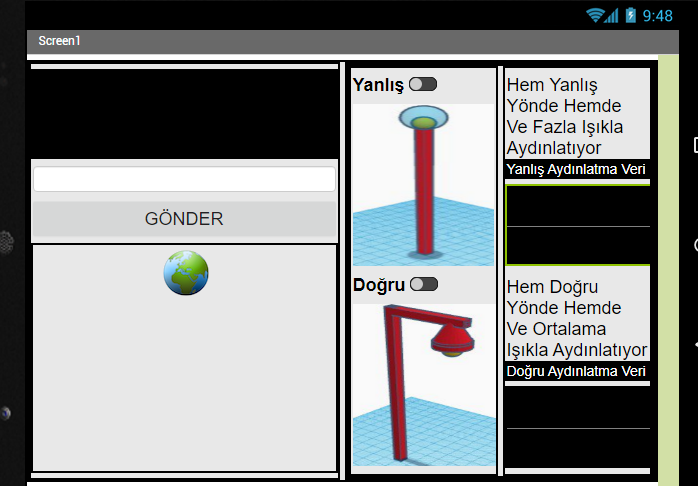 9:48
Screen1
GÖNDER
Yanlış
Doğru
Hem Yanlış
Yönde Hemde
Ve Fazla Işıkla
Aydınlatıyor
Yanlış Aydınlatma Veri
Hem Doğru
Yönde Hemde
Ve Ortalama
Işıkla Aydınlatıyor
Doğru Aydınlatma Veri